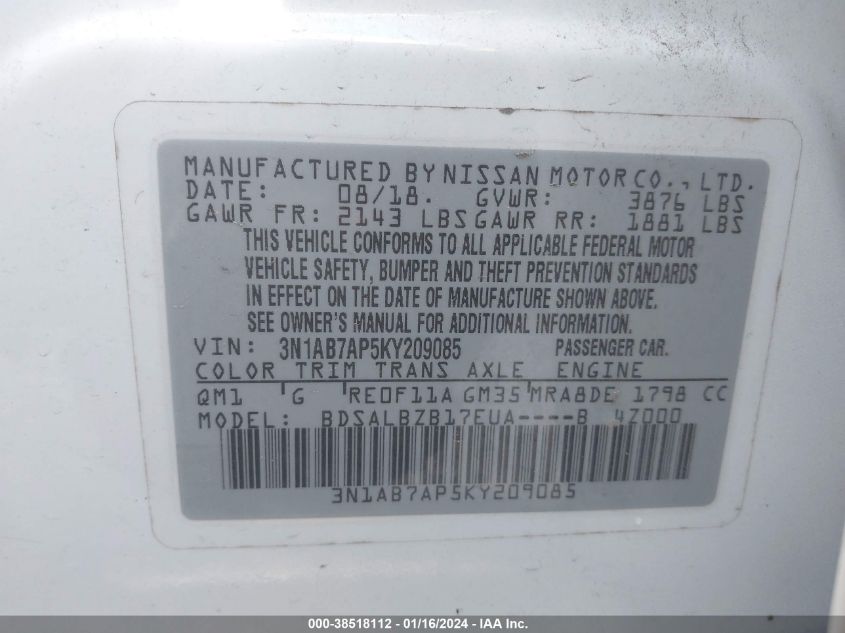 MANUFACTURED BY NISSAN MOTOR CO., LTD.
DATE: 08/18. GVWR: 3876 LBS
GAWR FR: 2143 LBS GAWR RR: 1881 LBS
THIS VEHICLE CONFORMS TO ALL APPLICABLE FEDERAL MOTOR
VEHICLE SAFETY, BUMPER AND THEFT PREVENTION STANDARDS
IN EFFECT ON THE DATE OF MANUFACTURE SHOWN ABOVE.
SEE OWNER'S MANUAL FOR ADDITIONAL INFORMATION.
VIN: 3N1AB7AP5KY209085 PASSENGER CAR.
COLOR TRIM TRANS AXLE ENGINE
QM1 G RE0F11A GM35 MRA8DE 1798 CC
MODEL: BDSALBZB17EUA----B 4Z000
3N1AB7AP5KY209085
000-38518112 - 01/16/2024 - IAA Inc.